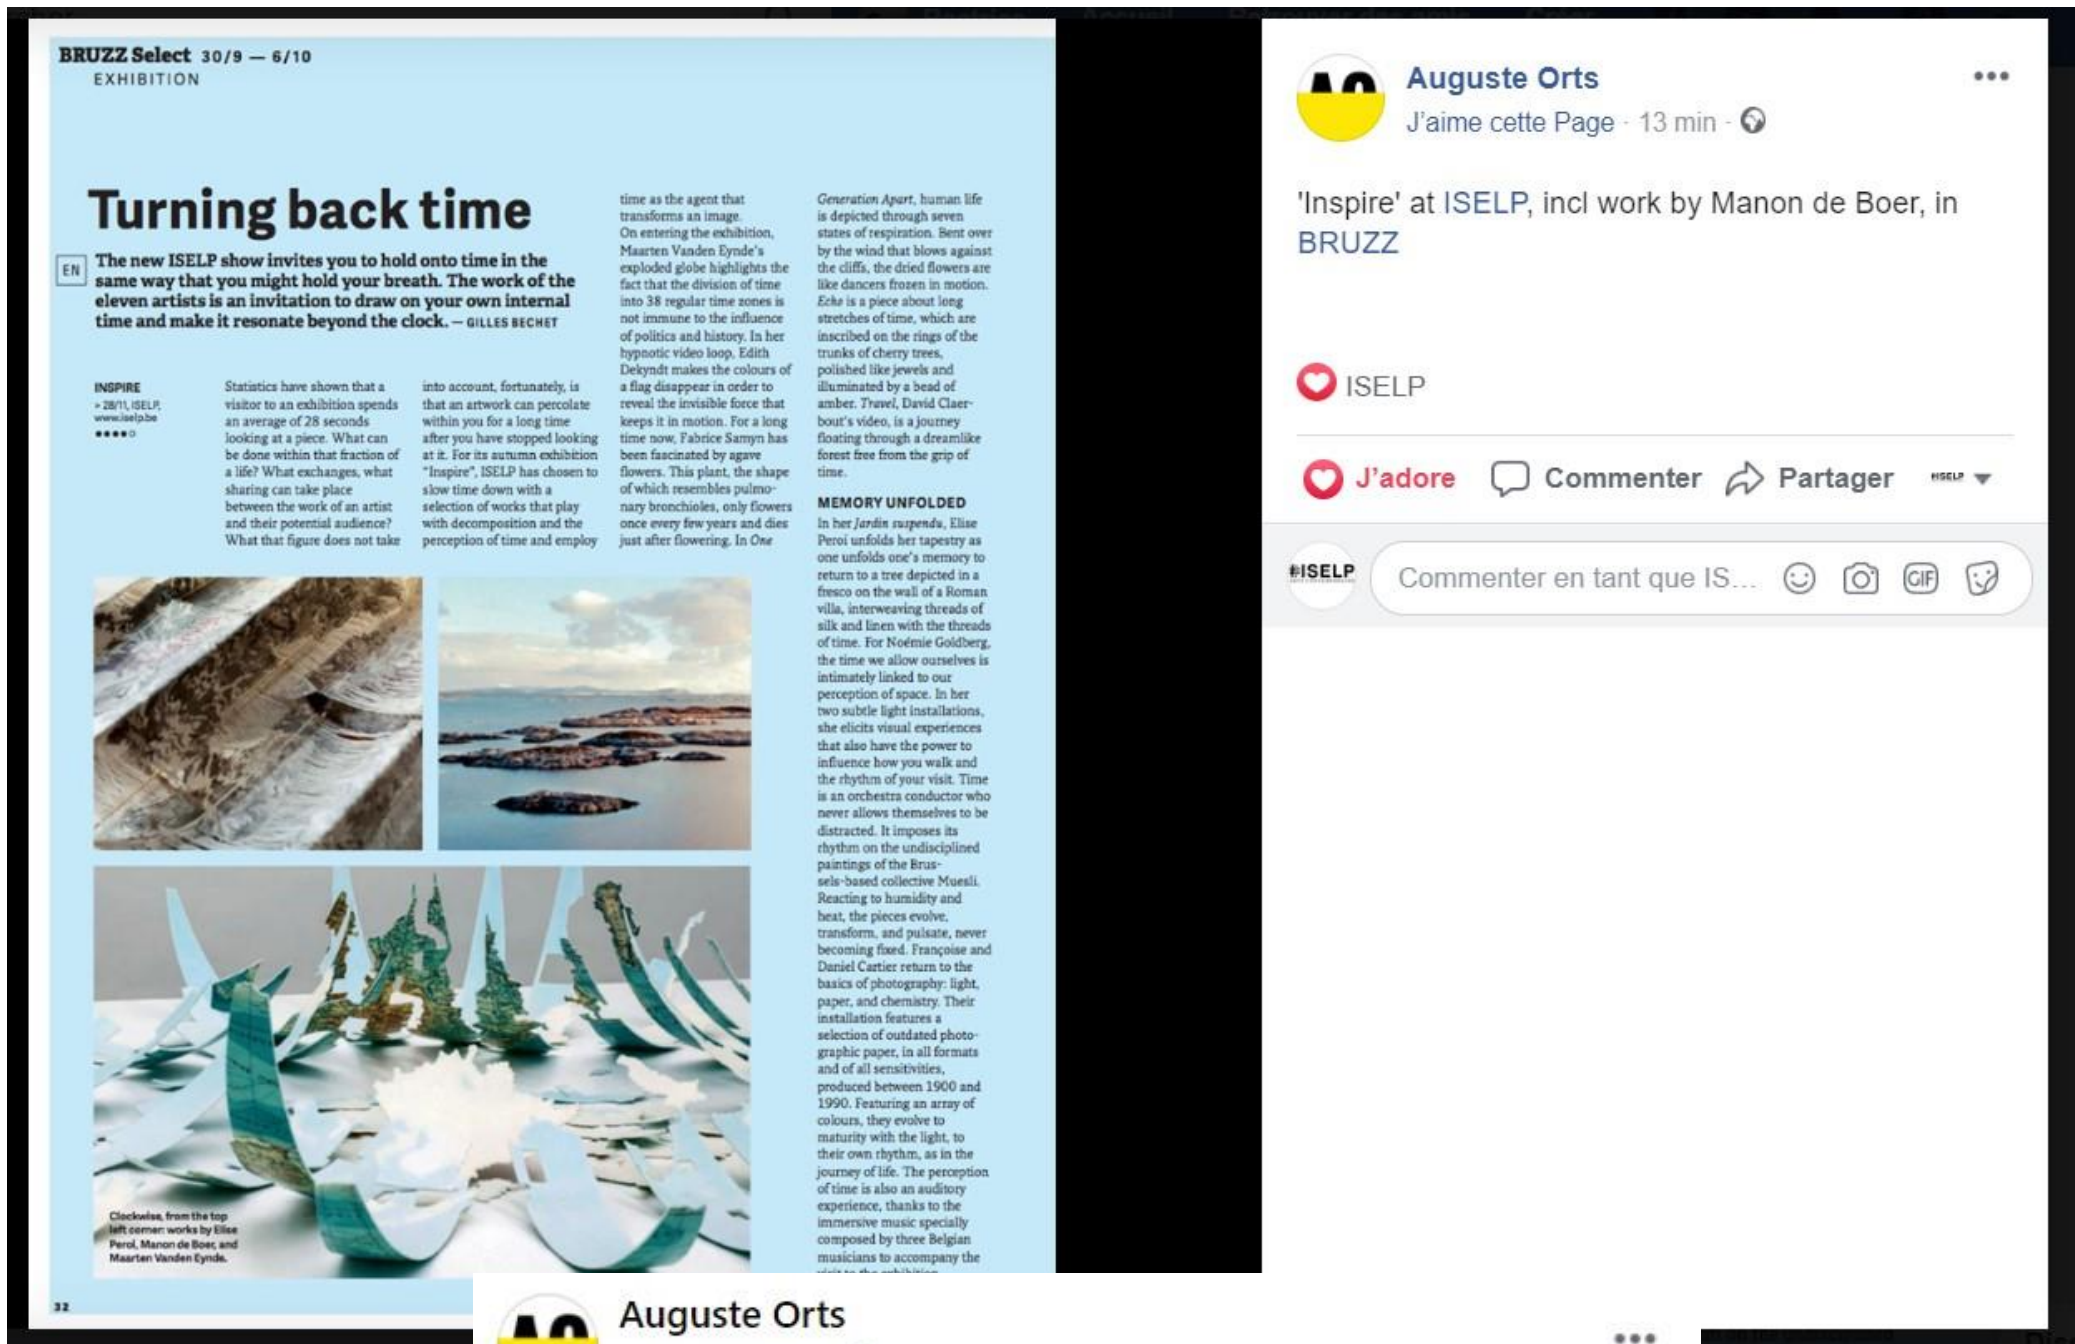 BRUZZ Select 30/9 — 6/10
EXHIBITION
Turning back time
EN
The new ISELP show invites you to hold onto time in the
same way that you might hold your breath. The work of the
eleven artists is an invitation to draw on your own internal
time and make it resonate beyond the clock. — GILLES BECHET
INSPIRE
> 28/11, ISELP,
www.iselp.be
Statistics have shown that a
visitor to an exhibition spends
an average of 28 seconds
looking at a piece. What can
be done within that fraction of
a life? What exchanges, what
sharing can take place
between the work of an artist
and their potential audience?
What that figure does not take
into account, fortunately, is
that an artwork can percolate
within you for a long time
after you have stopped looking
at it. For its autumn exhibition
"Inspire", ISELP has chosen to
slow time down with a
selection of works that play
with decomposition and the
perception of time and employ
time as the agent that
transforms an image.
On entering the exhibition,
Maarten Vanden Eynde's
exploded globe highlights the
fact that the division of time
into 38 regular time zones is
not immune to the influence
of politics and history. In her
hypnotic video loop, Edith
Dekyndt makes the colours of
a flag disappear in order to
reveal the invisible force that
keeps it in motion. For a long
time now, Fabrice Samyn has
been fascinated by agave
flowers. This plant, the shape
of which resembles pulmo-
nary bronchioles, only flowers
once every few years and dies
just after flowering. In One
Generation Apart, human life
is depicted through seven
states of respiration. Bent over
by the wind that blows against
the cliffs, the dried flowers are
like dancers frozen in motion.
Echo is a piece about long
stretches of time, which are
inscribed on the rings of the
trunks of cherry trees,
polished like jewels and
illuminated by a bead of
amber. Travel, David Claer-
bout's video, is a journey
floating through a dreamlike
forest free from the grip of
time.
MEMORY UNFOLDED
In her Jardin suspendu, Elise
Peroi unfolds her tapestry as
one unfolds one's memory to
return to a tree depicted in a
fresco on the wall of a Roman
villa, interweaving threads of
silk and linen with the threads
of time. For Noémie Goldberg,
the time we allow ourselves is
intimately linked to our
perception of space. In her
two subtle light installations,
she elicits visual experiences
that also have the power to
influence how you walk and
the rhythm of your visit. Time
is an orchestra conductor who
never allows themselves to be
distracted. It imposes its
rhythm on the undisciplined
paintings of the Brus-
sels-based collective Muesli.
Reacting to humidity and
heat, the pieces evolve,
transform, and pulsate, never
becoming fixed. Françoise and
Daniel Cartier return to the
basics of photography: light,
paper, and chemistry. Their
installation features a
selection of outdated photo-
graphic paper, in all formats
and of all sensitivities,
produced between 1900 and
1990. Featuring an array of
colours, they evolve to
maturity with the light, to
their own rhythm, as in the
journey of life. The perception
of time is also an auditory
experience, thanks to the
immersive music specially
composed by three Belgian
musicians to accompany the
Clockwise, from the top
left corner: works by Elise
Peroi, Manon de Boer, and
Maarten Vanden Eynde.
32
Auguste Orts
J'aime cette Page · 13 min ·
'Inspire' at ISELP, incl work by Manon de Boer, in
BRUZZ
ISELP
J'adore Commenter Partager
#ISELP Commenter en tant que IS... GIF
Auguste Orts